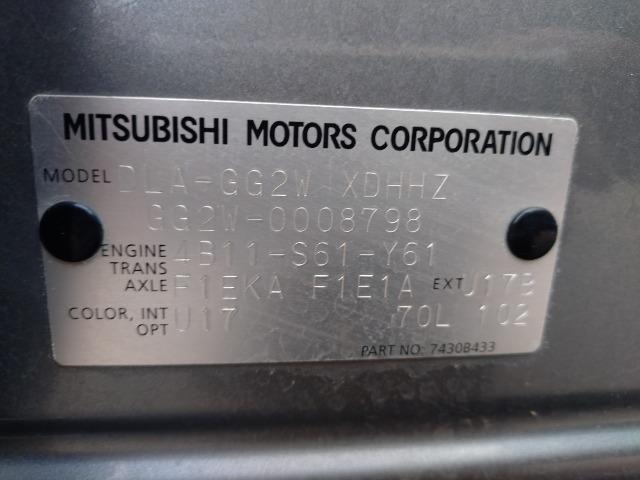 MITSUBISHI MOTORS CORPORATION
MODEL DLA-GG2W XDHHZ
GG2W-0008798
ENGINE 4B11-S61-Y61
TRANS
AXLE F1EKA F1E1A EXT U17B
COLOR, INT U17 70L 102
OPT
PART NO: 7430B433